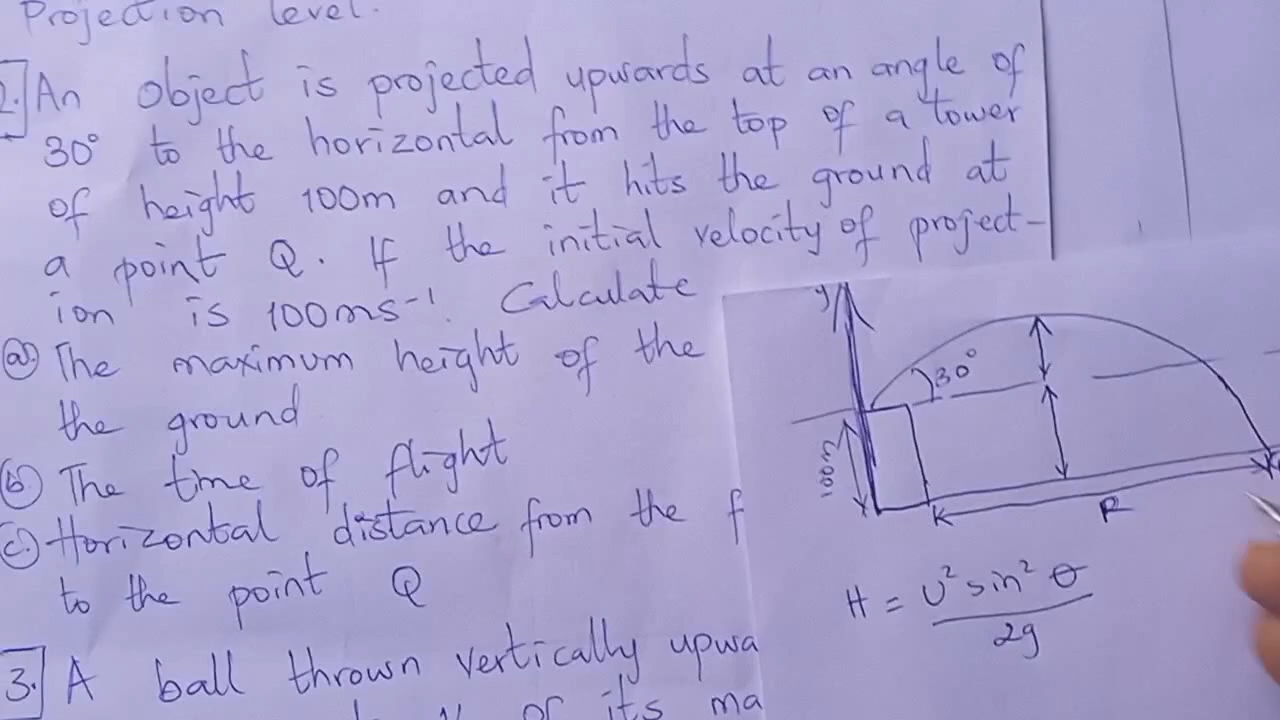 Projection level.
2. An object is projected upwards at an angle of
30° to the horizontal from the top of a tower
of height 100m and it hits the ground at
a point Q. If the initial velocity of project-
ion is 100ms⁻¹. Calculate
(a) The maximum height of the
the ground
(b) The time of flight
(c) Horizontal distance from the f
to the point Q
3. A ball thrown vertically upwa
of its ma
y
30°
100m
K
R
H = U² sin² θ
2g